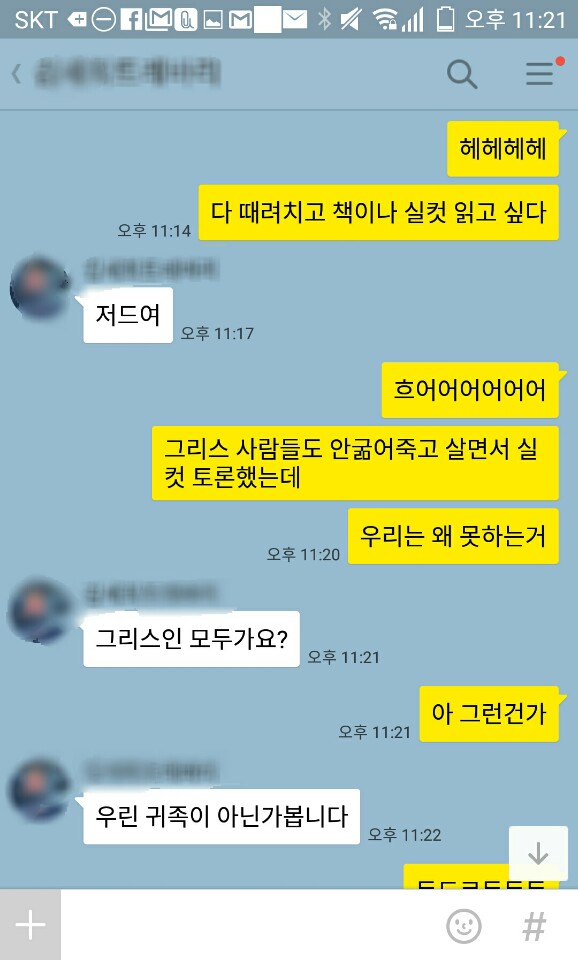 SKT 오후 11:21
헤헤헤헤
다 때려치고 책이나 실컷 읽고 싶다
오후 11:14
저드여
오후 11:17
흐어어어어어어
그리스 사람들도 안굶어죽고 살면서 실
컷 토론했는데
우리는 왜 못하는거
오후 11:20
그리스인 모두가요?
오후 11:21
아 그런건가
오후 11:21
우린 귀족이 아닌가봅니다
오후 11:22
#